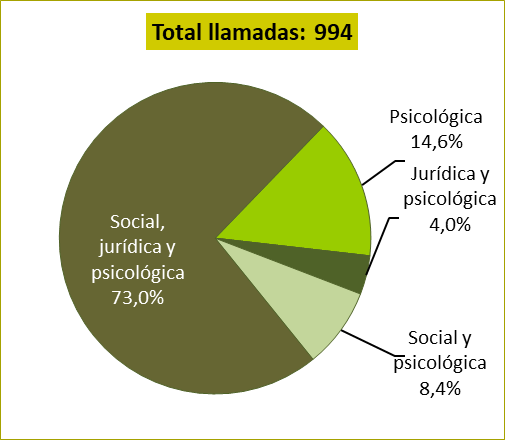 Total llamadas: 994
Psicológica
14,6%
Jurídica y
psicológica
4,0%
Social,
jurídica y
psicológica
73,0%
Social y
psicológica
8,4%